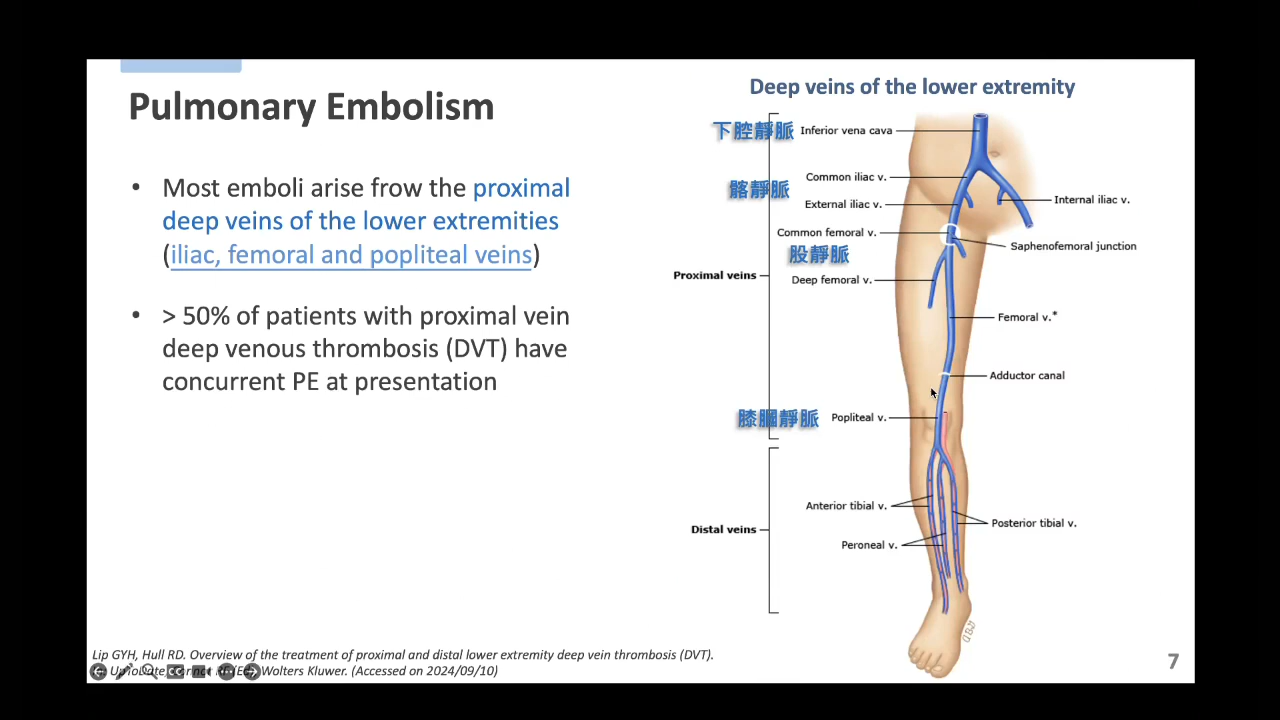 Pulmonary Embolism
• Most emboli arise frow the proximal
deep veins of the lower extremities
(iliac, femoral and popliteal veins)
• > 50% of patients with proximal vein
deep venous thrombosis (DVT) have
concurrent PE at presentation
Deep veins of the lower extremity
下腔靜脈 Inferior vena cava
Common iliac v.
髂靜脈
External iliac v.
Internal iliac v.
Common femoral v.
Saphenofemoral junction
股靜脈
Proximal veins
Deep femoral v.
Femoral v.*
Adductor canal
膝膕靜脈 Popliteal v.
Anterior tibial v.
Posterior tibial v.
Distal veins
Peroneal v.
Lip GYH, Hull RD. Overview of the treatment of proximal and distal lower extremity deep vein thrombosis (DVT).
UpToDate, Wolters Kluwer. (Accessed on 2024/09/10)
7